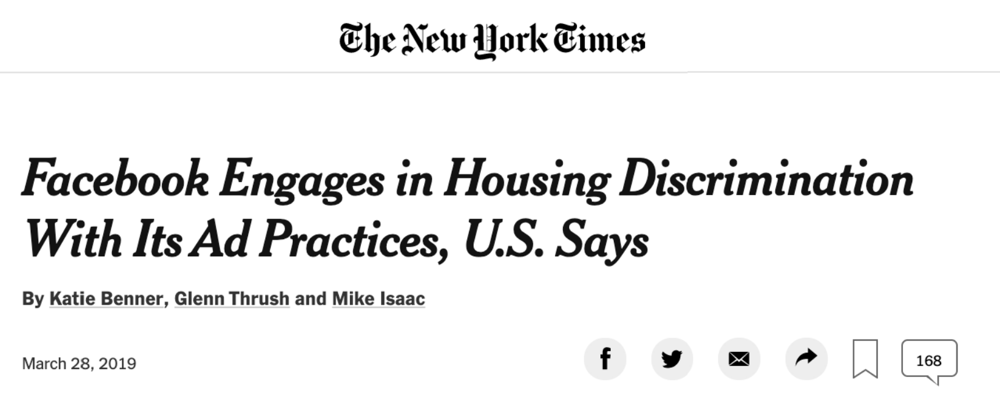 The New York Times
Facebook Engages in Housing Discrimination
With Its Ad Practices, U.S. Says
By Katie Benner, Glenn Thrush and Mike Isaac
March 28, 2019
168